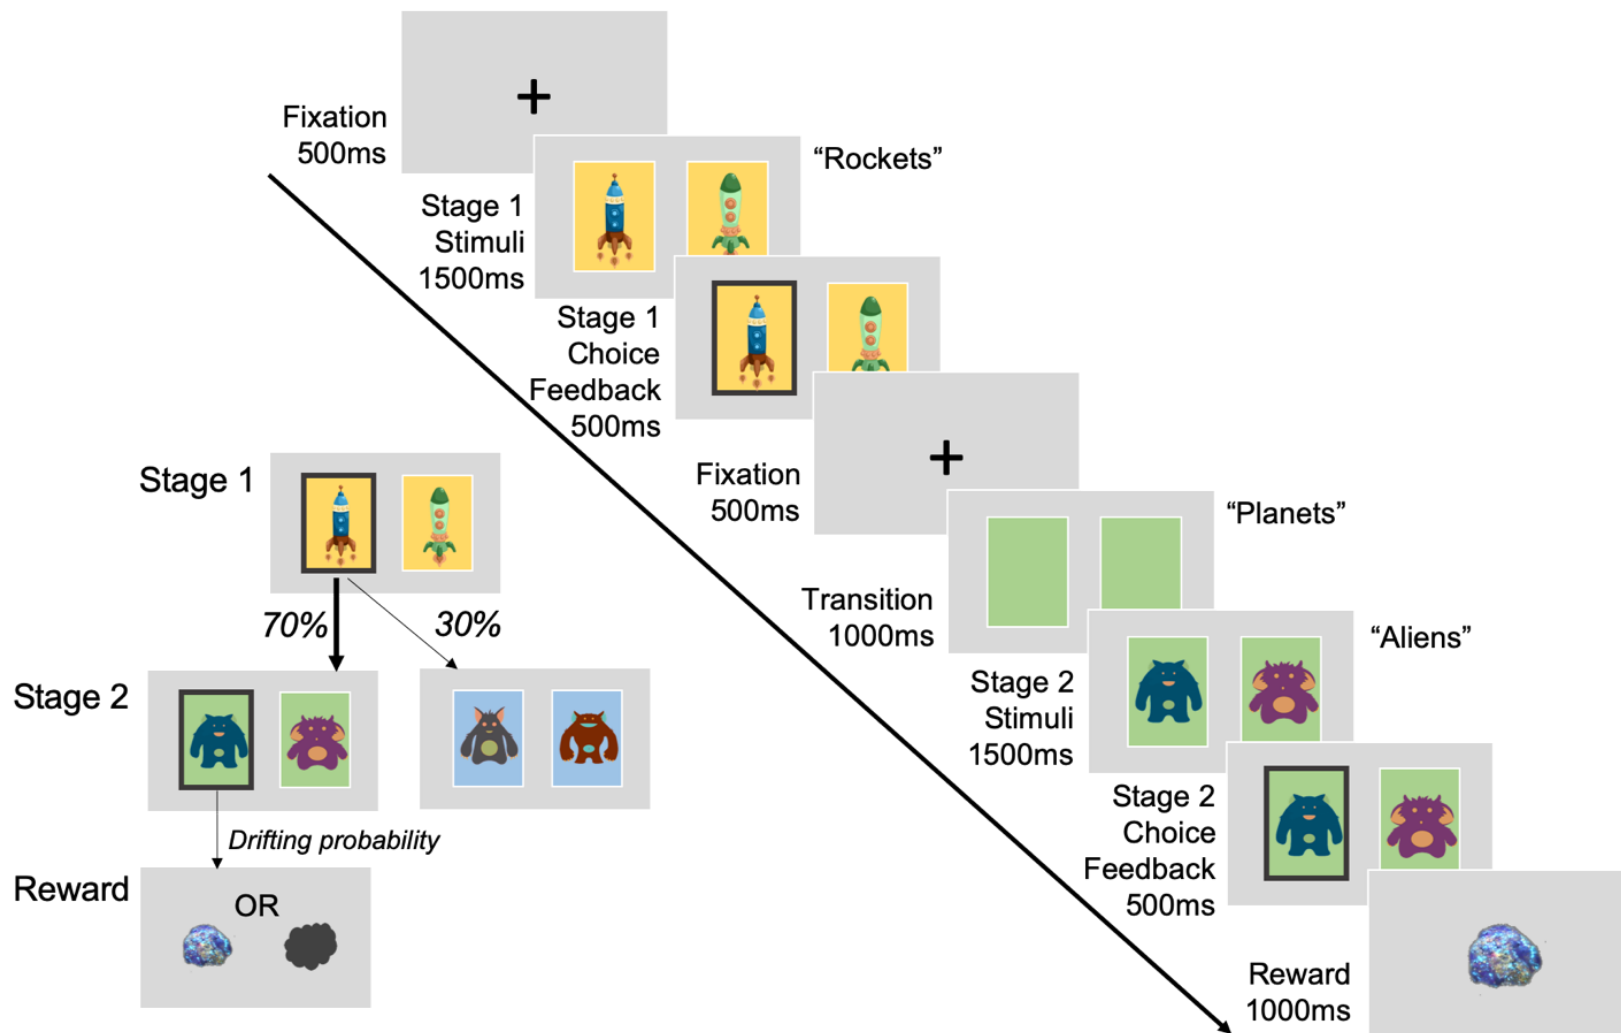 Fixation
500ms
“Rockets”
Stage 1
Stimuli
1500ms
Stage 1
Choice
Feedback
500ms
Fixation
500ms
“Planets”
Transition
1000ms
“Aliens”
Stage 2
Stimuli
1500ms
Stage 2
Choice
Feedback
500ms
Reward
1000ms
Stage 1
70%
30%
Stage 2
Drifting probability
Reward
OR